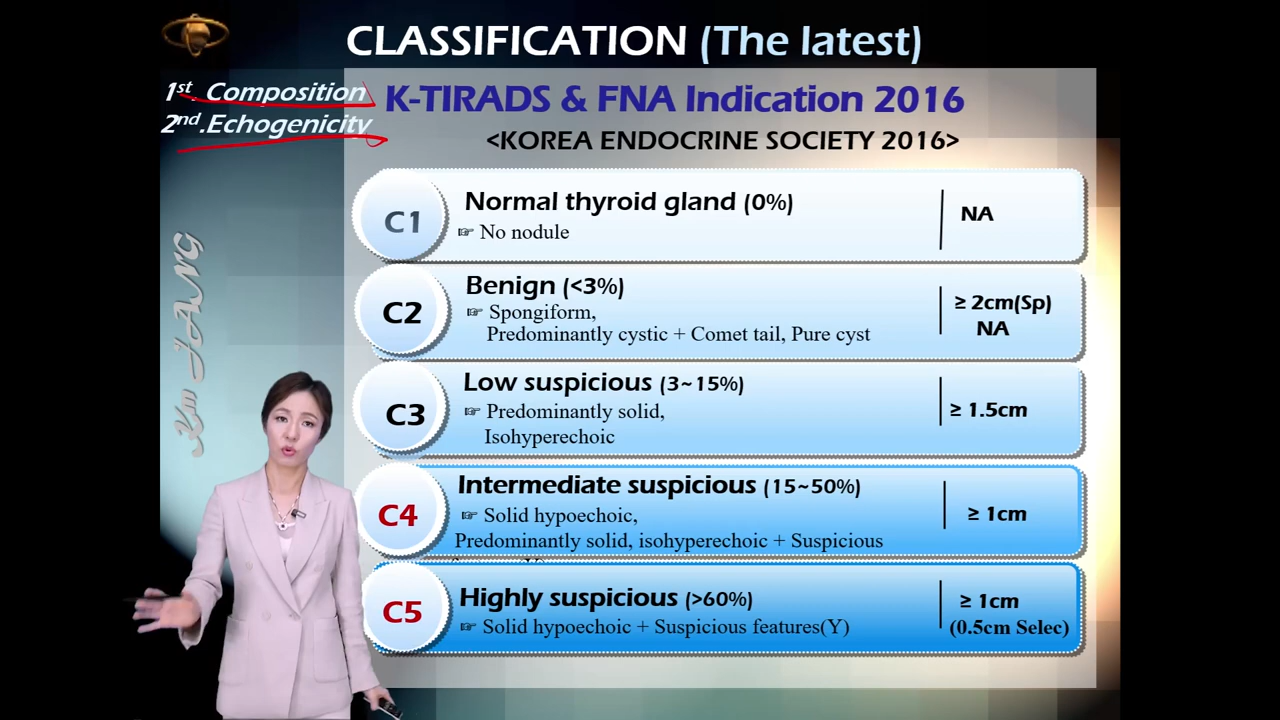 CLASSIFICATION (The latest)
1st. Composition
2nd.Echogenicity
K-TIRADS & FNA Indication 2016
<KOREA ENDOCRINE SOCIETY 2016>
C1
Normal thyroid gland (0%)
☞ No nodule
NA
C2
Benign (<3%)
☞ Spongiform,
Predominantly cystic + Comet tail, Pure cyst
≥ 2cm(Sp)
NA
C3
Low suspicious (3~15%)
☞ Predominantly solid,
Isohyperechoic
≥ 1.5cm
C4
Intermediate suspicious (15~50%)
☞ Solid hypoechoic,
Predominantly solid, isohyperechoic + Suspicious
≥ 1cm
C5
Highly suspicious (>60%)
☞ Solid hypoechoic + Suspicious features(Y)
≥ 1cm
(0.5cm Selec)
Km JANG